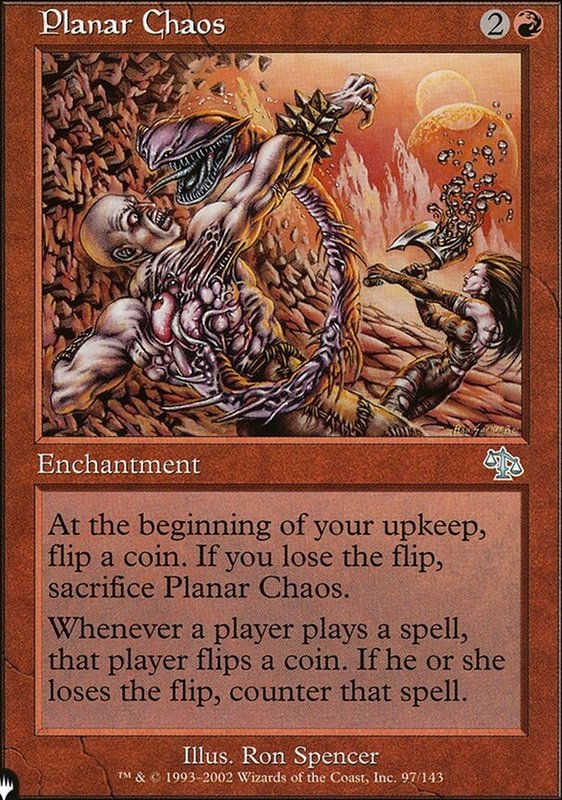 Planar Chaos
2
Enchantment
At the beginning of your upkeep,
flip a coin. If you lose the flip,
sacrifice Planar Chaos.
Whenever a player plays a spell,
that player flips a coin. If he or she
loses the flip, counter that spell.
Illus. Ron Spencer
™ & © 1993–2002 Wizards of the Coast, Inc. 97/143